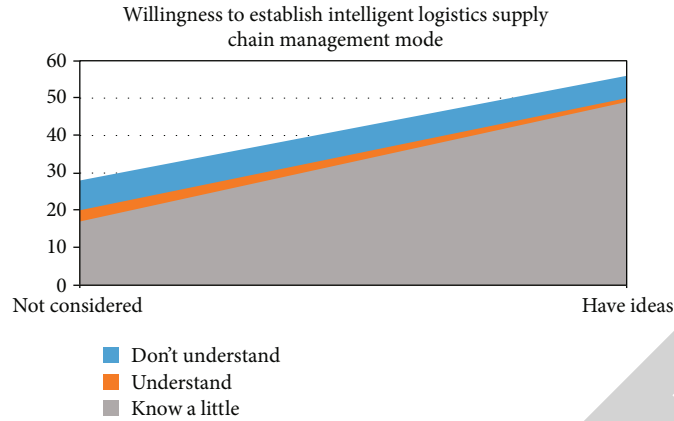 Willingness to establish intelligent logistics supply
chain management mode
60
50
40
30
20
10
0
Not considered
Have ideas
Don't understand
Understand
Know a little